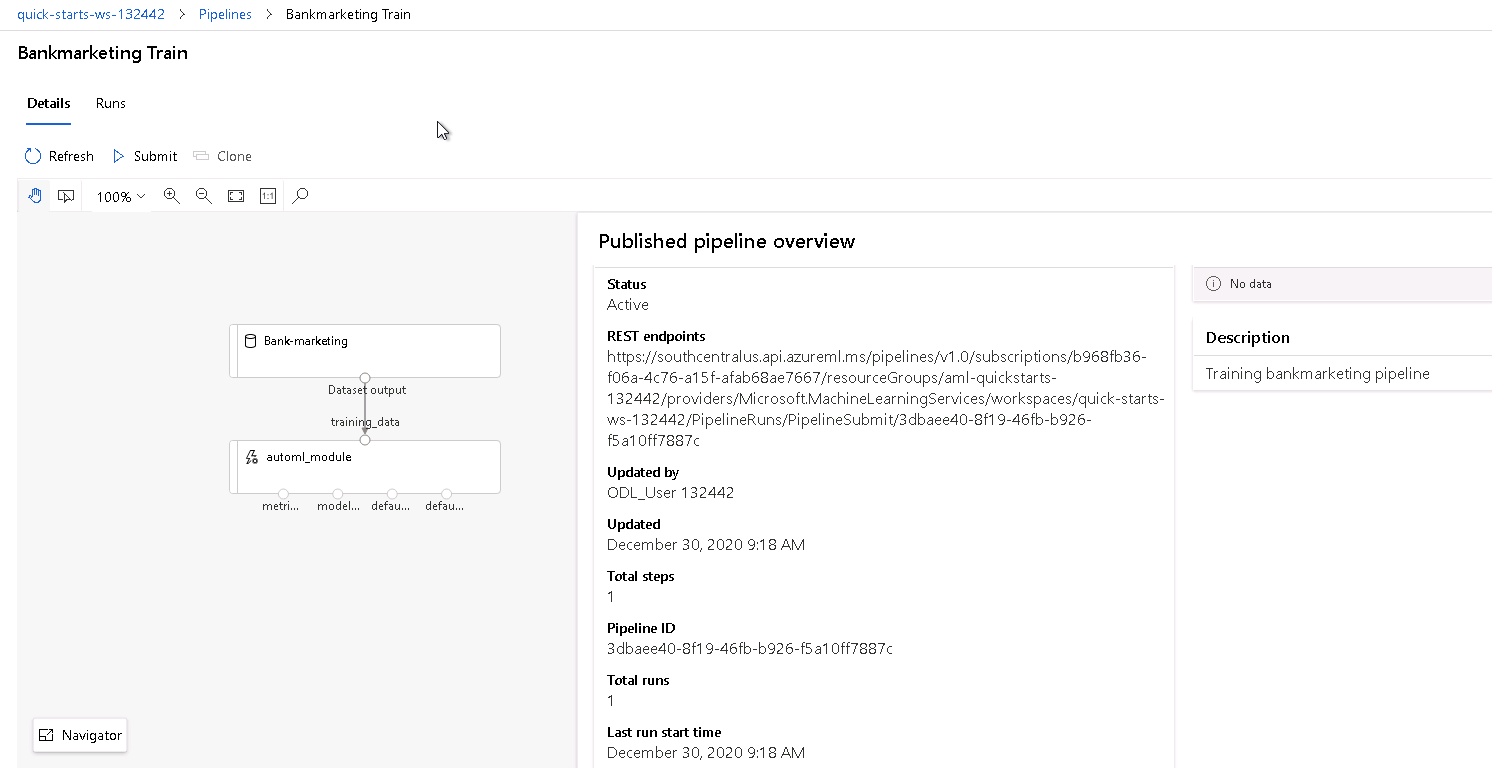 quick-starts-ws-132442 > Pipelines > Bankmarketing Train
Bankmarketing Train
Details Runs
Refresh Submit Clone
100% 1:1
Bank-marketing
Dataset output
training_data
automl_module
metri... model... defau... defau...
Navigator
Published pipeline overview
Status
Active
REST endpoints
https://southcentralus.api.azureml.ms/pipelines/v1.0/subscriptions/b968fb36-
f06a-4c76-a15f-afab68ae7667/resourceGroups/aml-quickstarts-
132442/providers/Microsoft.MachineLearningServices/workspaces/quick-starts-
ws-132442/PipelineRuns/PipelineSubmit/3dbaee40-8f19-46fb-b926-
f5a10ff7887c
Updated by
ODL_User 132442
Updated
December 30, 2020 9:18 AM
Total steps
1
Pipeline ID
3dbaee40-8f19-46fb-b926-f5a10ff7887c
Total runs
1
Last run start time
December 30, 2020 9:18 AM
No data
Description
Training bankmarketing pipeline